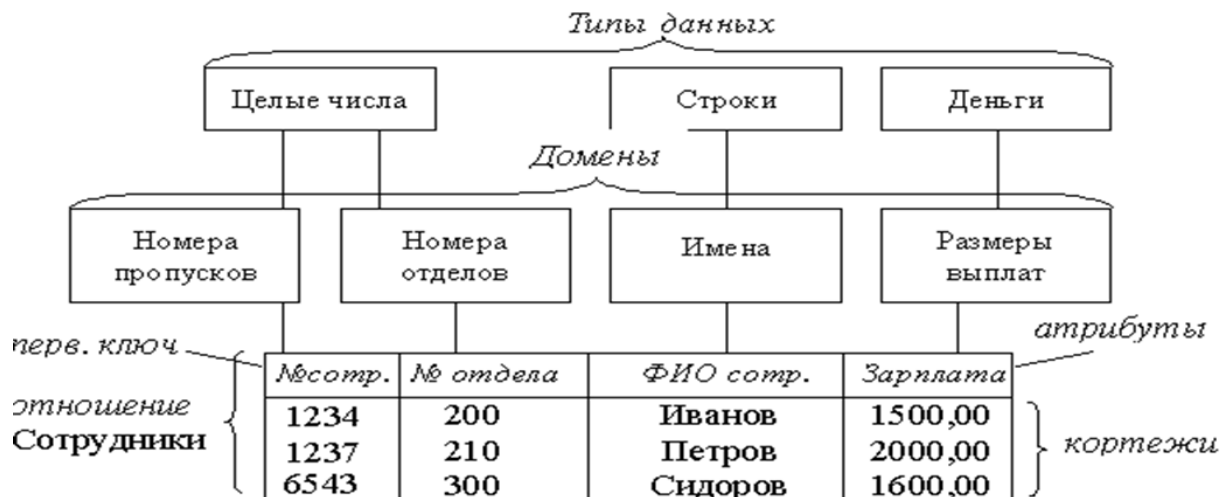 Типы данных
Целые числа
Строки
Деньги
Домены
Номера
пропусков
Номера
отделов
Имена
Размеры
выплат
перв. ключ
атрибуты
№сотр.
№ отдела
ФИО сотр.
Зарплата
отношение
Сотрудники
1234 200 Иванов 1500,00
1237 210 Петров 2000,00
6543 300 Сидоров 1600,00
кортежи